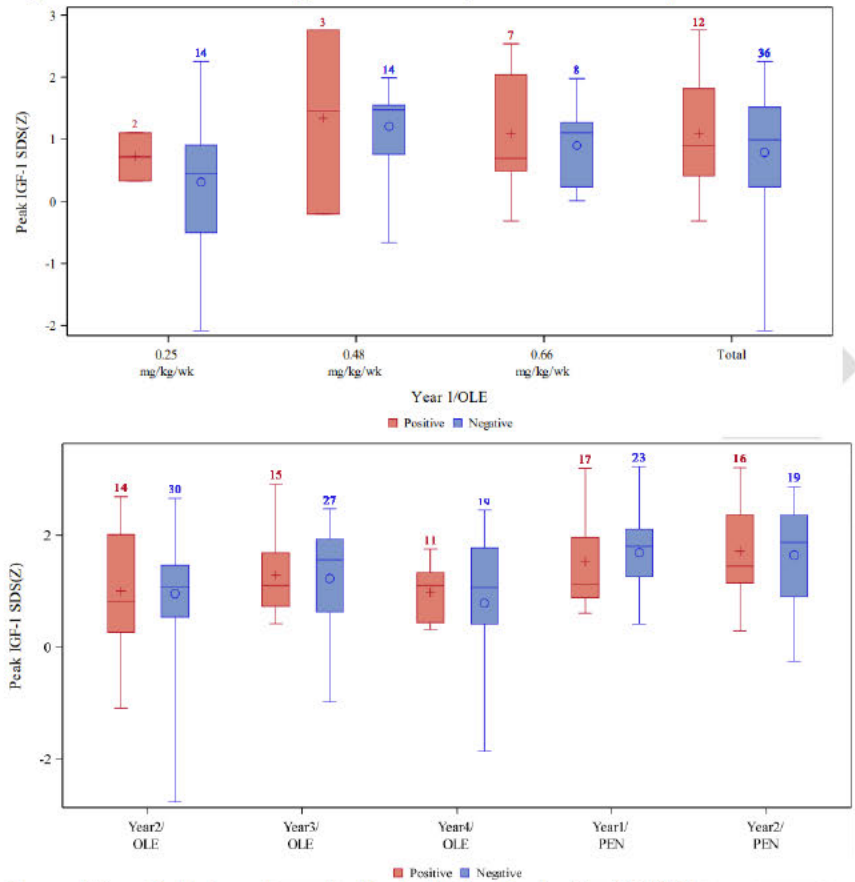 3
2
1
0
-1
-2
Peak IGF-1 SDS(Z)
2
14
3
14
7
8
12
36
0.25
mg/kg/wk
0.48
mg/kg/wk
0.66
mg/kg/wk
Total
Year 1/OLE
Positive Negative
2
0
-2
Peak IGF-1 SDS(Z)
14
30
15
27
11
19
17
23
16
19
Year2/
OLE
Year3/
OLE
Year4/
OLE
Year1/
PEN
Year2/
PEN
Positive Negative